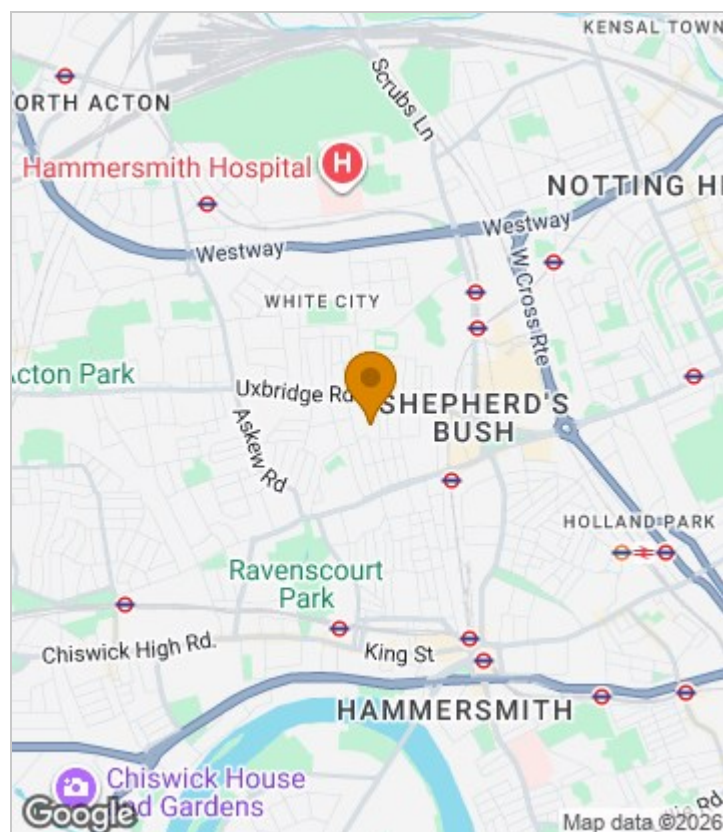 KENSAL TOWN
ORTH ACTON
Scrubs Ln
Hammersmith Hospital
H
NOTTING HI
Westway
Westway
W Cross Rte
WHITE CITY
Acton Park
Uxbridge Rd
SHEPHERD'S
BUSH
Askew Rd
HOLLAND PARK
Ravenscourt
Park
Chiswick High Rd.
King St
HAMMERSMITH
Chiswick House
and Gardens
Google
Map data ©2026